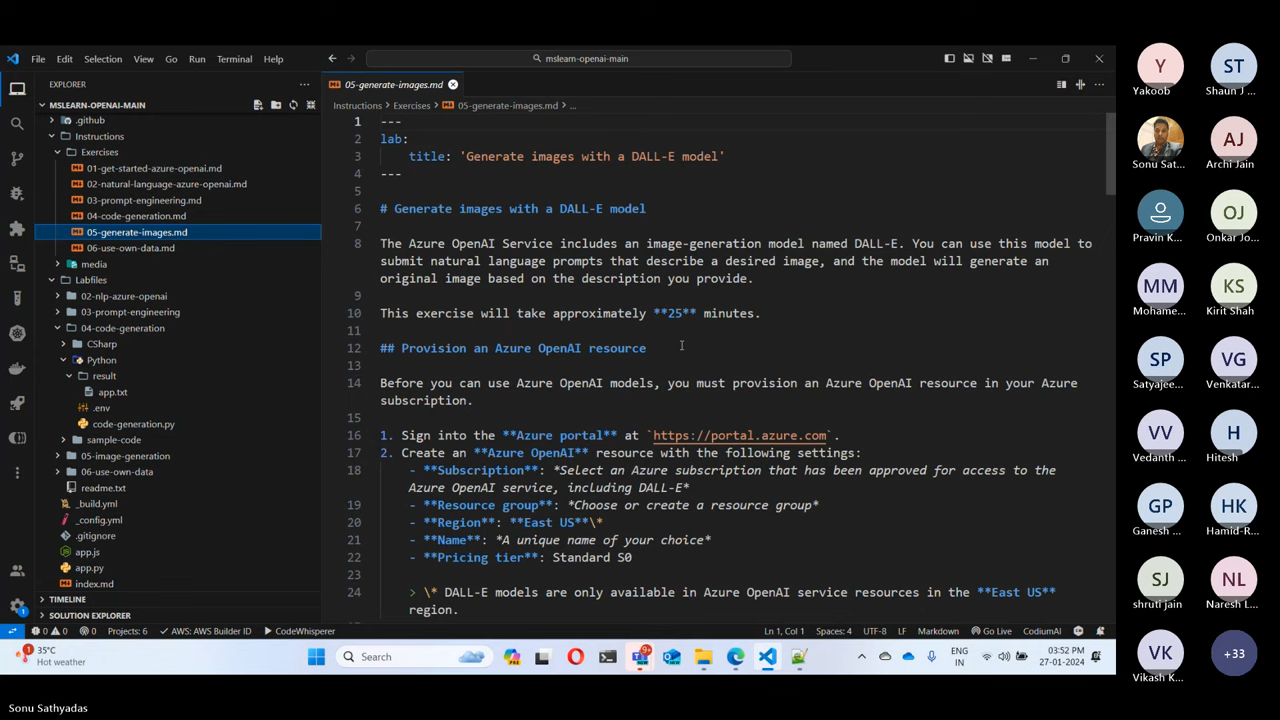 File Edit Selection View Go Run Terminal Help
mslearn-openai-main
EXPLORER
MSLEARN-OPENAI-MAIN
.github
Instructions
Exercises
01-get-started-azure-openai.md
02-natural-language-azure-openai.md
03-prompt-engineering.md
04-code-generation.md
05-generate-images.md
06-use-own-data.md
media
Labfiles
02-nlp-azure-openai
03-prompt-engineering
04-code-generation
CSharp
Python
result
app.txt
.env
code-generation.py
sample-code
05-image-generation
06-use-own-data
readme.txt
_build.yml
_config.yml
.gitignore
app.js
app.py
index.md
TIMELINE
SOLUTION EXPLORER
05-generate-images.md
Instructions > Exercises > 05-generate-images.md > ...
1 ---
2 lab:
3 title: 'Generate images with a DALL-E model'
4 ---
5
6 # Generate images with a DALL-E model
7
8 The Azure OpenAI Service includes an image-generation model named DALL-E. You can use this model to
submit natural language prompts that describe a desired image, and the model will generate an
original image based on the description you provide.
9
10 This exercise will take approximately **25** minutes.
11
12 ## Provision an Azure OpenAI resource
13
14 Before you can use Azure OpenAI models, you must provision an Azure OpenAI resource in your Azure
subscription.
15
16 1. Sign into the **Azure portal** at `https://portal.azure.com`.
17 2. Create an **Azure OpenAI** resource with the following settings:
18 - **Subscription**: *Select an Azure subscription that has been approved for access to the
Azure OpenAI service, including DALL-E*
19 - **Resource group**: *Choose or create a resource group*
20 - **Region**: **East US**\*
21 - **Name**: *A unique name of your choice*
22 - **Pricing tier**: Standard S0
23
24 > \* DALL-E models are only available in Azure OpenAI service resources in the **East US**
region.
0 0 0 Projects: 6 AWS: AWS Builder ID CodeWhisperer
Ln 1, Col 1 Spaces: 4 UTF-8 LF Markdown Go Live CodiumAI
1
35°C
Hot weather
Search
9+
ENG
IN
03:52 PM
27-01-2024
Sonu Sathyadas
Y
Yakoob
ST
Shaun J ...
Sonu Sat...
AJ
Archi Jain
Pravin K...
OJ
Onkar Jo...
MM
Mohame...
KS
Kirit Shah
SP
Satyajee...
VG
Venkatar...
VV
Vedanth ...
H
Hitesh
GP
Ganesh ...
HK
Hamid-R...
SJ
shruti jain
NL
Naresh L...
VK
Vikash K...
+33